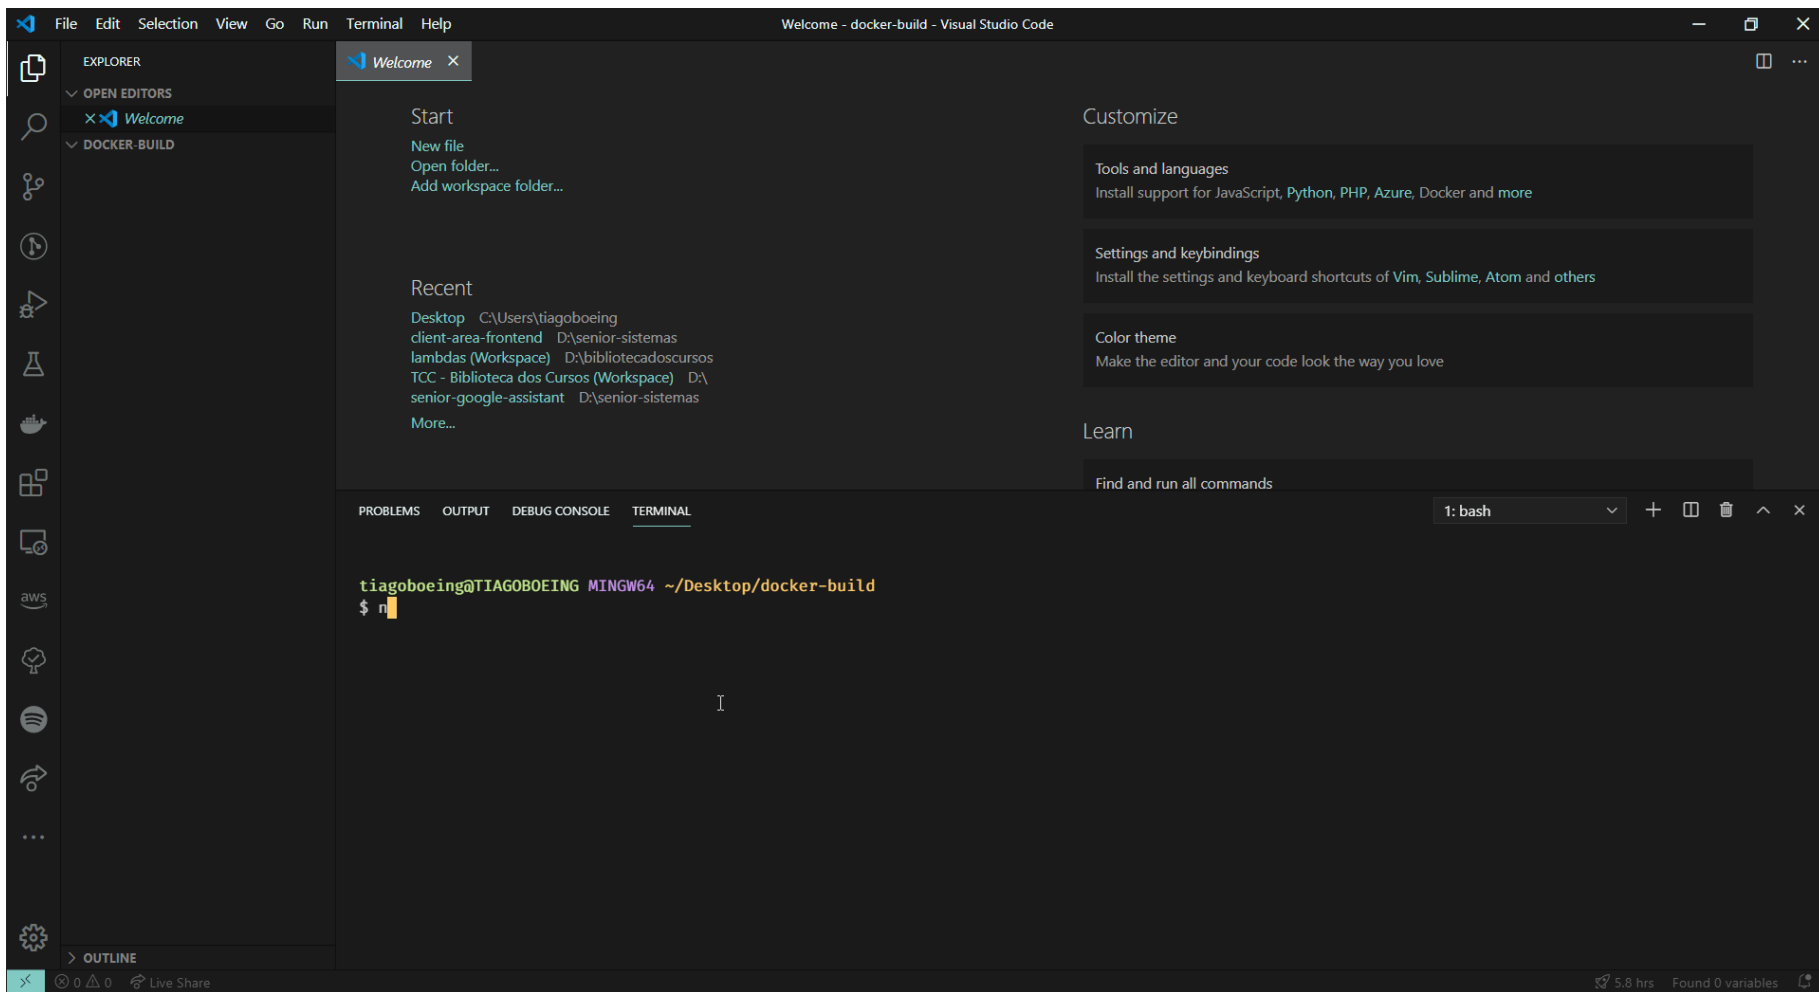 File Edit Selection View Go Run Terminal Help
Welcome - docker-build - Visual Studio Code
EXPLORER
OPEN EDITORS
Welcome
DOCKER-BUILD
OUTLINE
aws
Welcome
Start
New file
Open folder...
Add workspace folder...
Recent
Desktop C:\Users\tiagoboeing
client-area-frontend D:\senior-sistemas
lambdas (Workspace) D:\bibliotecadoscursos
TCC - Biblioteca dos Cursos (Workspace) D:\
senior-google-assistant D:\senior-sistemas
More...
Customize
Tools and languages
Install support for JavaScript, Python, PHP, Azure, Docker and more
Settings and keybindings
Install the settings and keyboard shortcuts of Vim, Sublime, Atom and others
Color theme
Make the editor and your code look the way you love
Learn
Find and run all commands
PROBLEMS OUTPUT DEBUG CONSOLE TERMINAL
1: bash
tiagoboeing@TIAGOBOEING MINGW64 ~/Desktop/docker-build
$ n
0 0 Live Share
5.8 hrs Found 0 variables